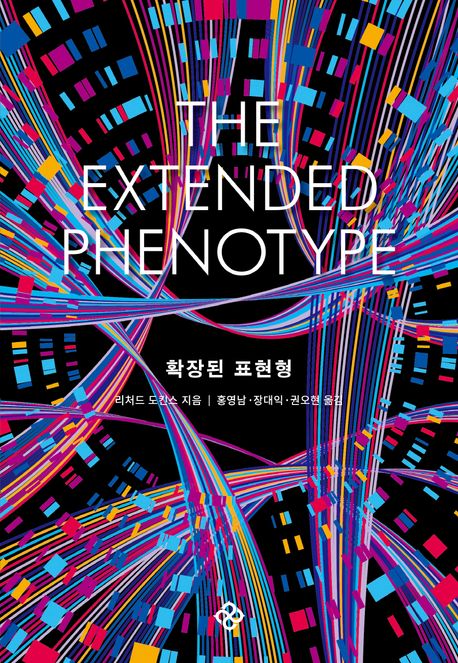 THE
EXTENDED
PHENOTYPE
확장된 표현형
리처드 도킨스 지음 | 홍영남·장대익·권오현 옮김